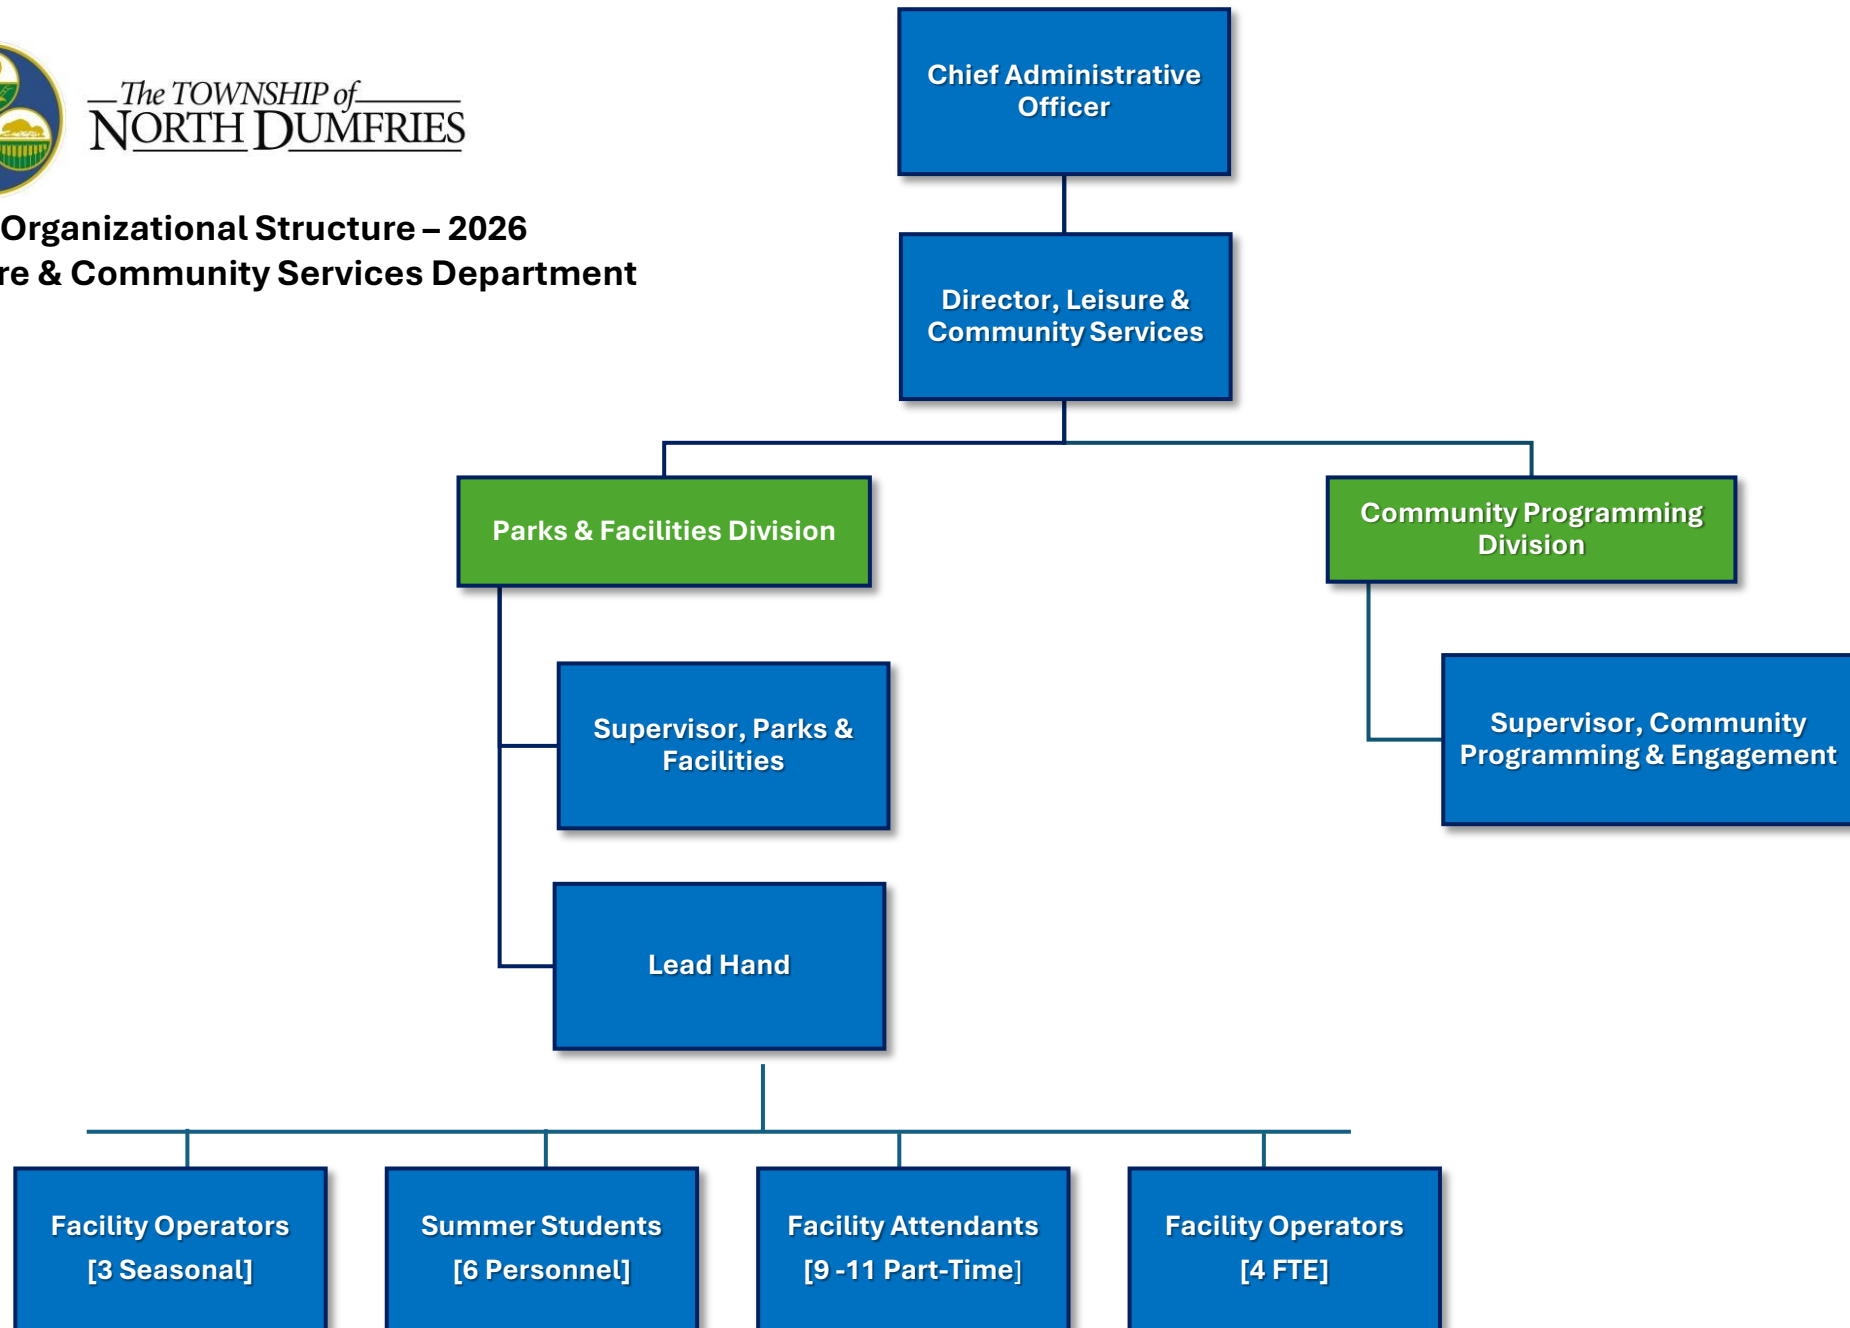 The TOWNSHIP of
NORTH DUMFRIES
Organizational Structure – 2026
& Community Services Department
Chief Administrative
Officer
Director, Leisure &
Community Services
Parks & Facilities Division
Community Programming
Division
Supervisor, Parks &
Facilities
Supervisor, Community
Programming & Engagement
Lead Hand
Facility Operators
[3 Seasonal]
Summer Students
[6 Personnel]
Facility Attendants
[9 -11 Part-Time]
Facility Operators
[4 FTE]